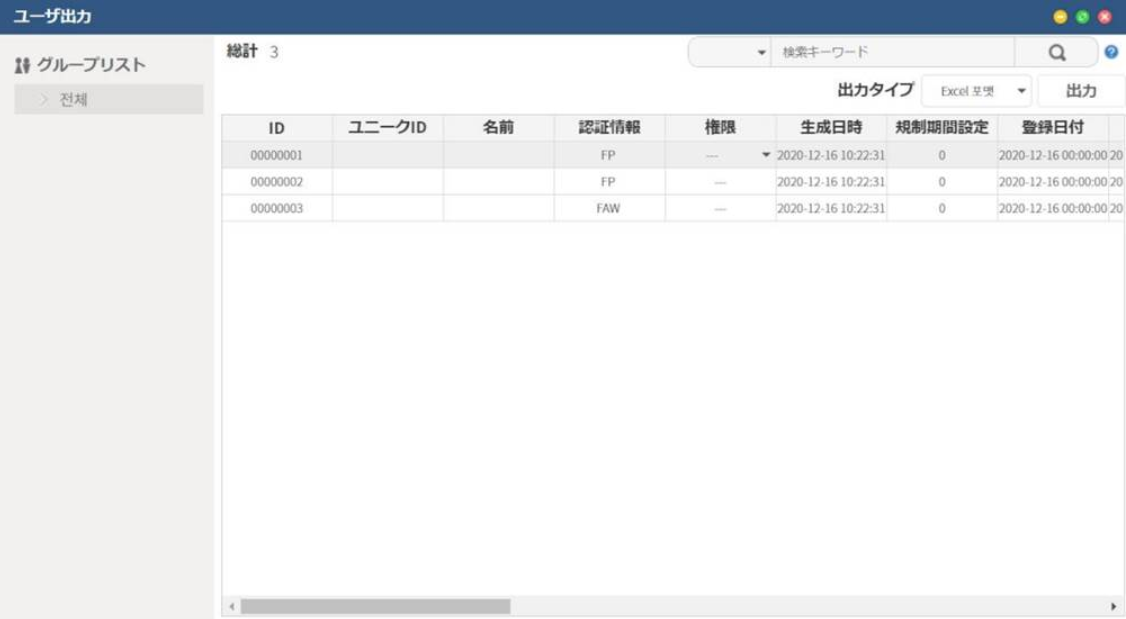 ユーザ出力
グループリスト
전체
総計 3
検索キーワード
出力タイプ Excel 포맷 出力
ID ユニークID 名前 認証情報 権限 生成日時 規制期間設定 登録日付
00000001 FP --- 2020-12-16 10:22:31 0 2020-12-16 00:00:00 20
00000002 FP --- 2020-12-16 10:22:31 0 2020-12-16 00:00:00 20
00000003 FAW --- 2020-12-16 10:22:31 0 2020-12-16 00:00:00 20